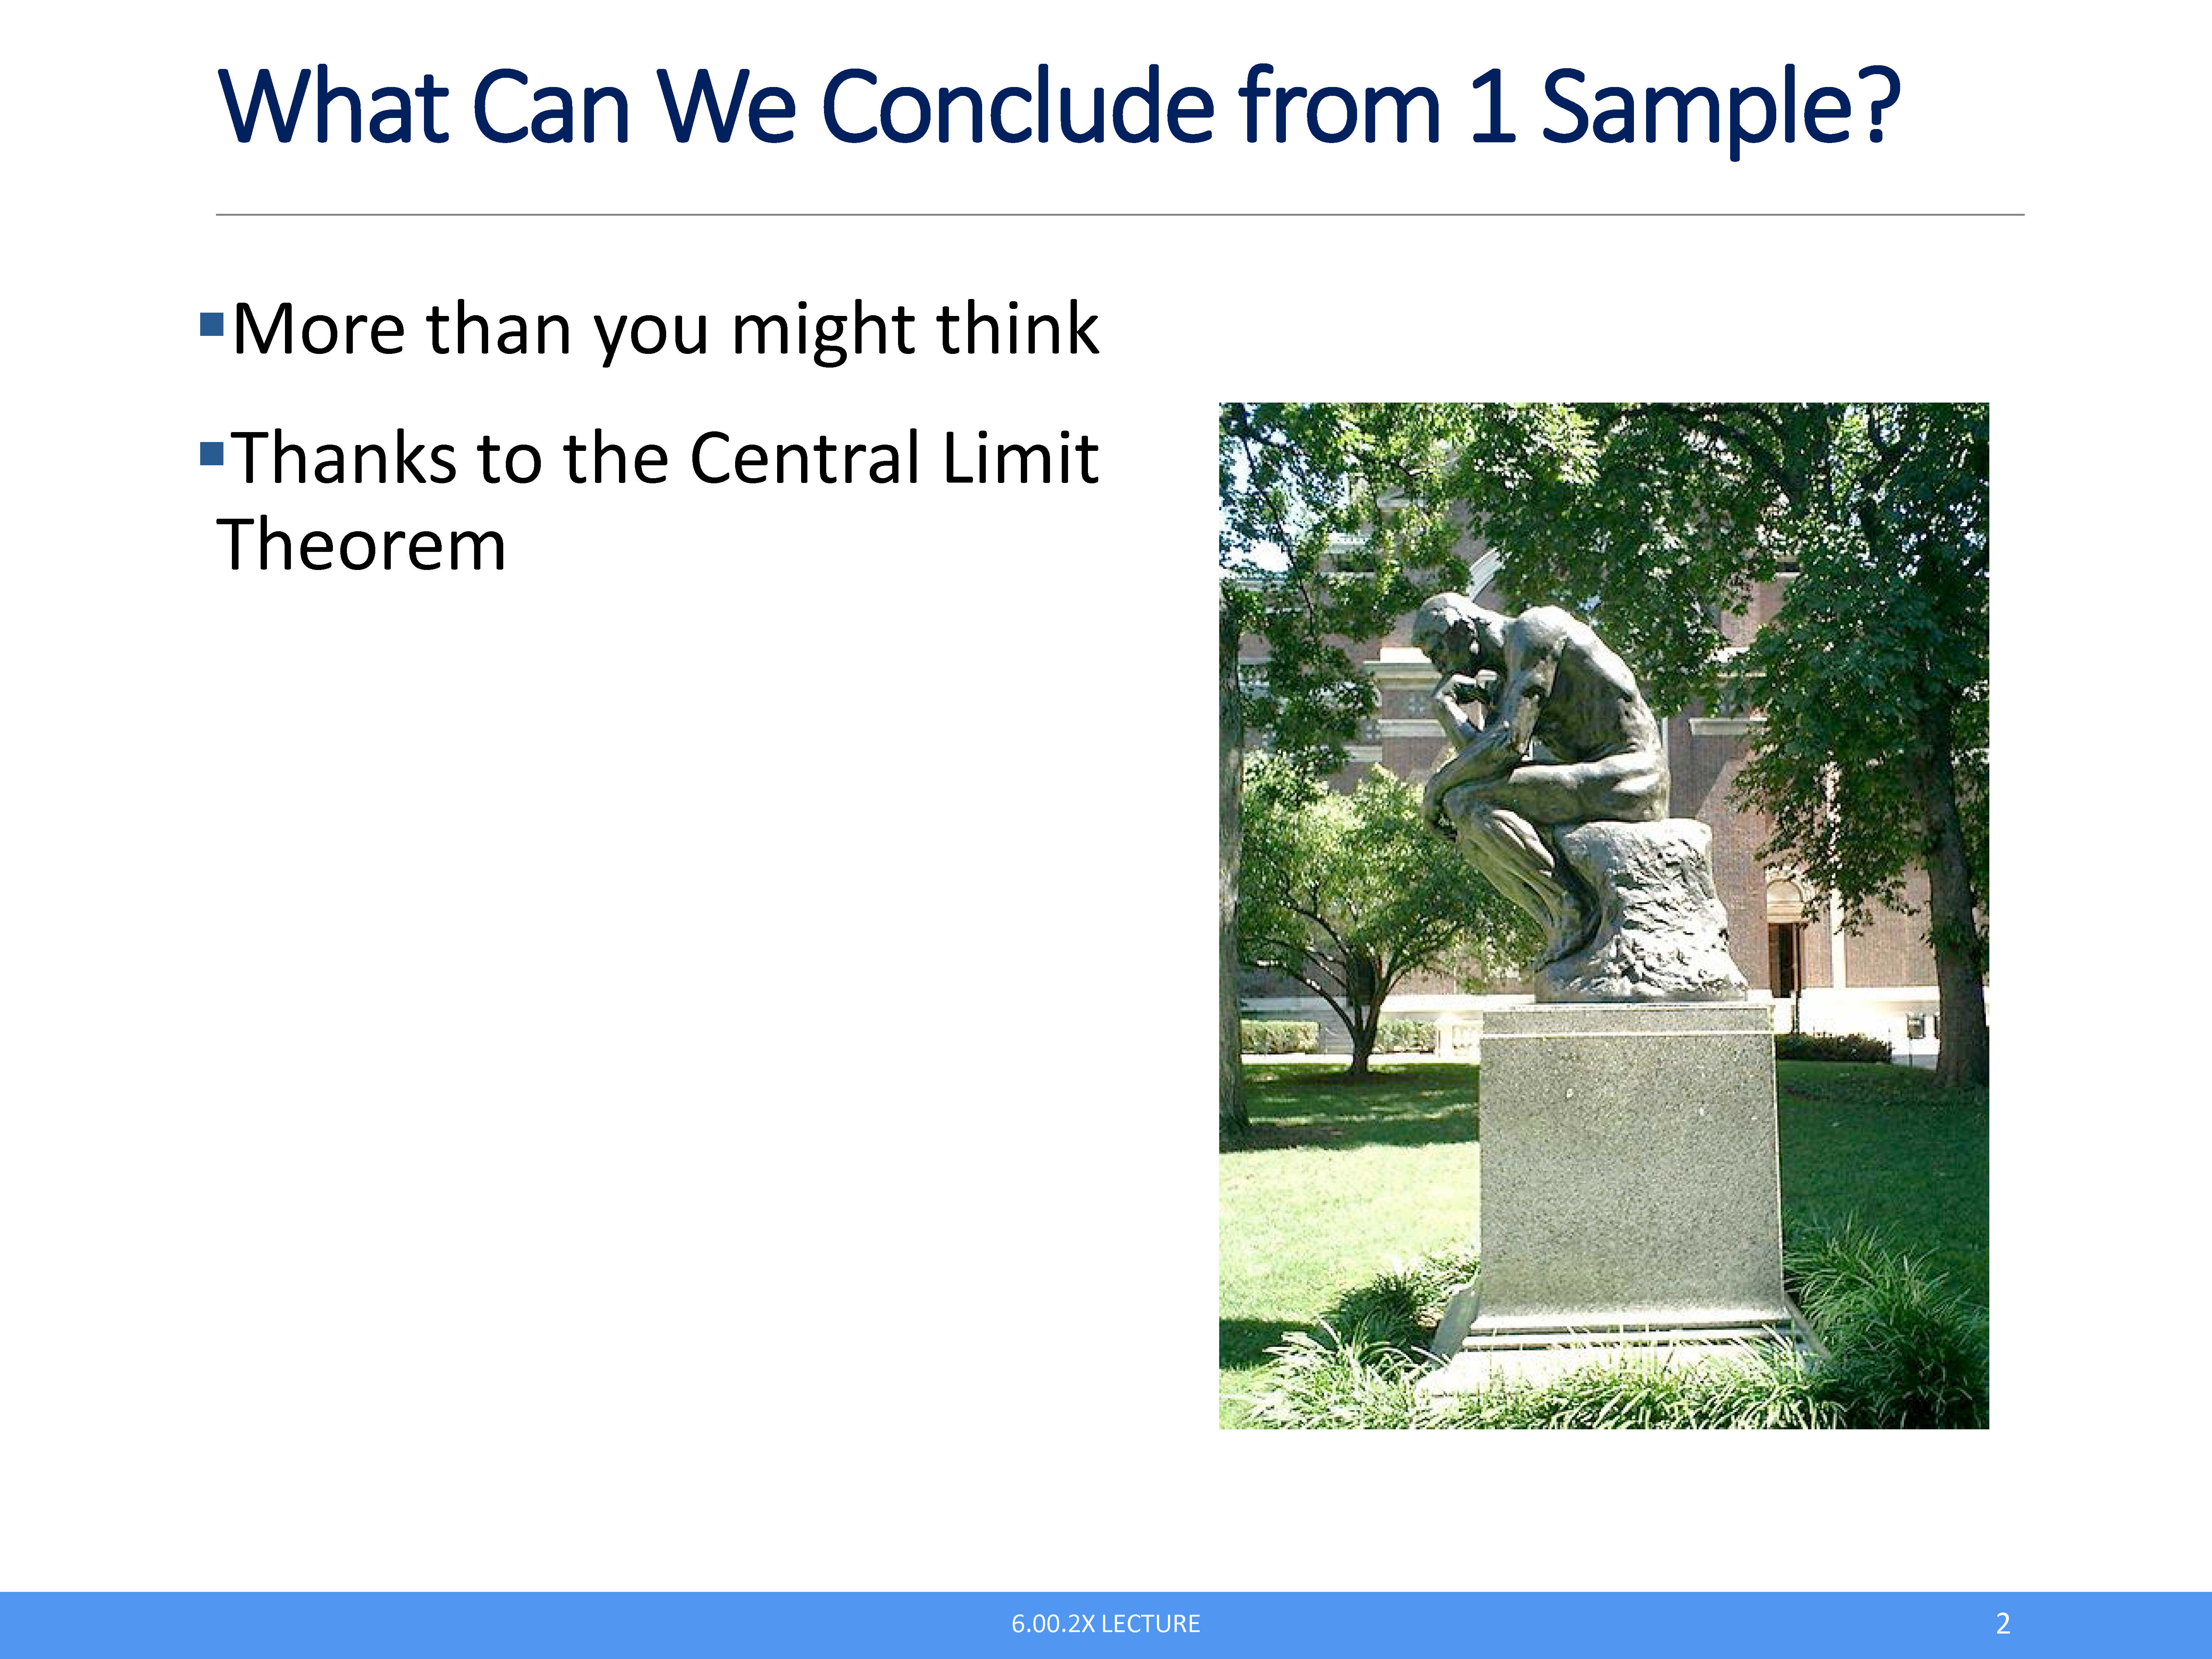 What Can We Conclude from 1 Sample?
▪More than you might think
▪Thanks to the Central Limit
Theorem
6.00.2X LECTURE
2